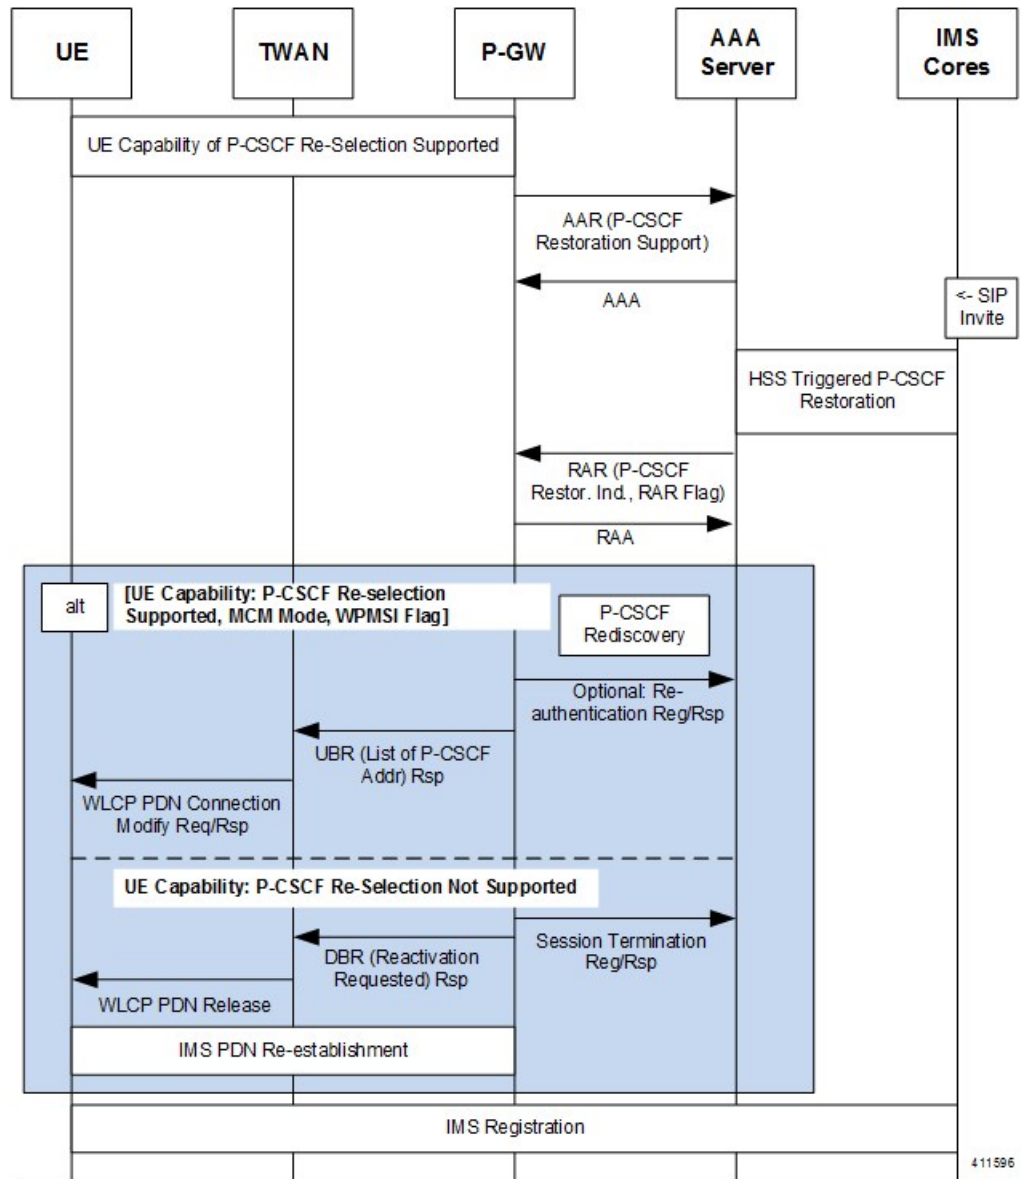 UE
TWAN
P-GW
AAA
Server
IMS
Cores
UE Capability of P-CSCF Re-Selection Supported
AAR (P-CSCF
Restoration Support)
AAA
<- SIP
Invite
HSS Triggered P-CSCF
Restoration
RAR (P-CSCF
Restor. Ind., RAR Flag)
RAA
alt
[UE Capability: P-CSCF Re-selection
Supported, MCM Mode, WPMSI Flag]
P-CSCF
Rediscovery
Optional: Re-
authentication Reg/Rsp
UBR (List of P-CSCF
Addr) Rsp
WLCP PDN Connection
Modify Req/Rsp
UE Capability: P-CSCF Re-Selection Not Supported
Session Termination
Reg/Rsp
DBR (Reactivation
Requested) Rsp
WLCP PDN Release
IMS PDN Re-establishment
IMS Registration
411596